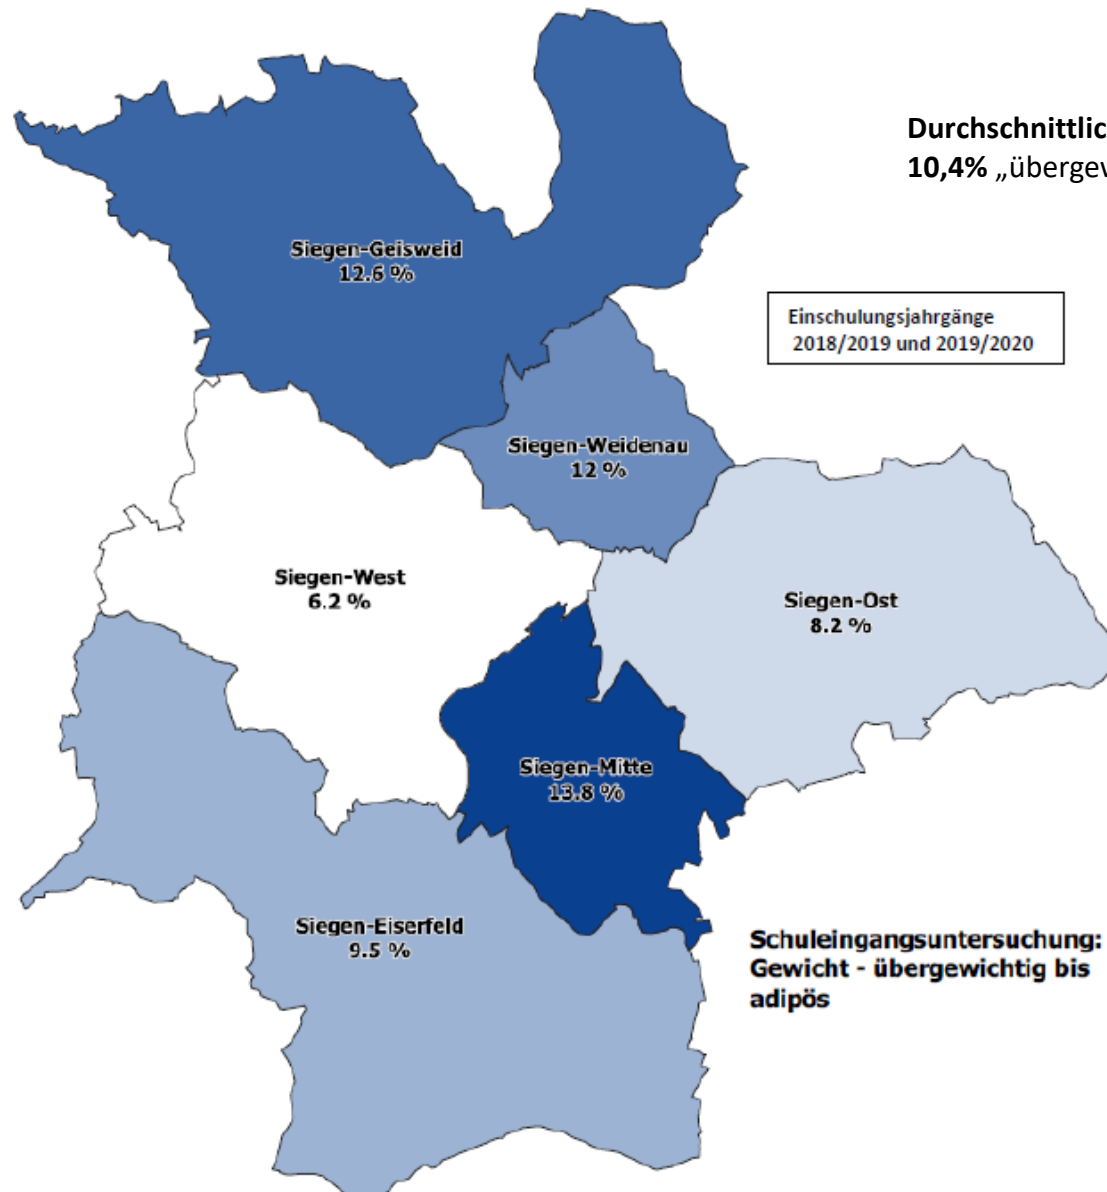 Durchschnittlic
10,4% „überge
Siegen-Geisweid
12.6 %
Einschulungsjahrgänge
2018/2019 und 2019/2020
Siegen-Weidenau
12 %
Siegen-West
6.2 %
Siegen-Ost
8.2 %
Siegen-Mitte
13.8 %
Siegen-Eiserfeld
9.5 %
Schuleingangsuntersuchung:
Gewicht - übergewichtig bis
adipös